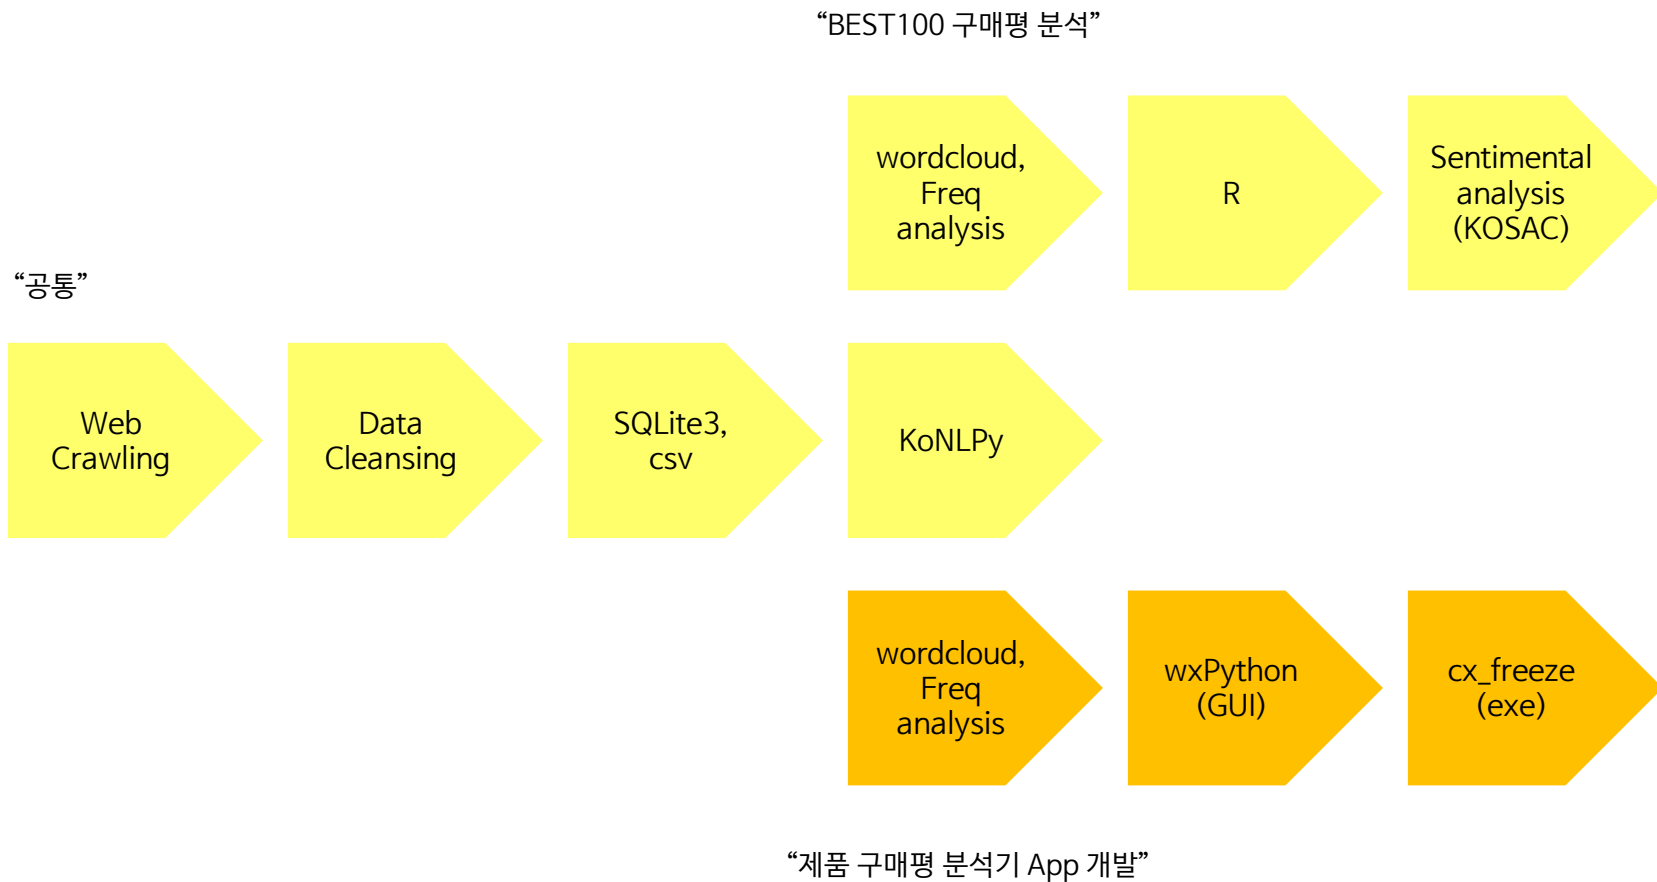 “BEST100 구매평 분석”
wordcloud,
Freq
analysis
R
Sentimental
analysis
(KOSAC)
“공통”
Web
Crawling
Data
Cleansing
SQLite3,
csv
KoNLPy
wordcloud,
Freq
analysis
wxPython
(GUI)
cx_freeze
(exe)
“제품 구매평 분석기 App 개발”